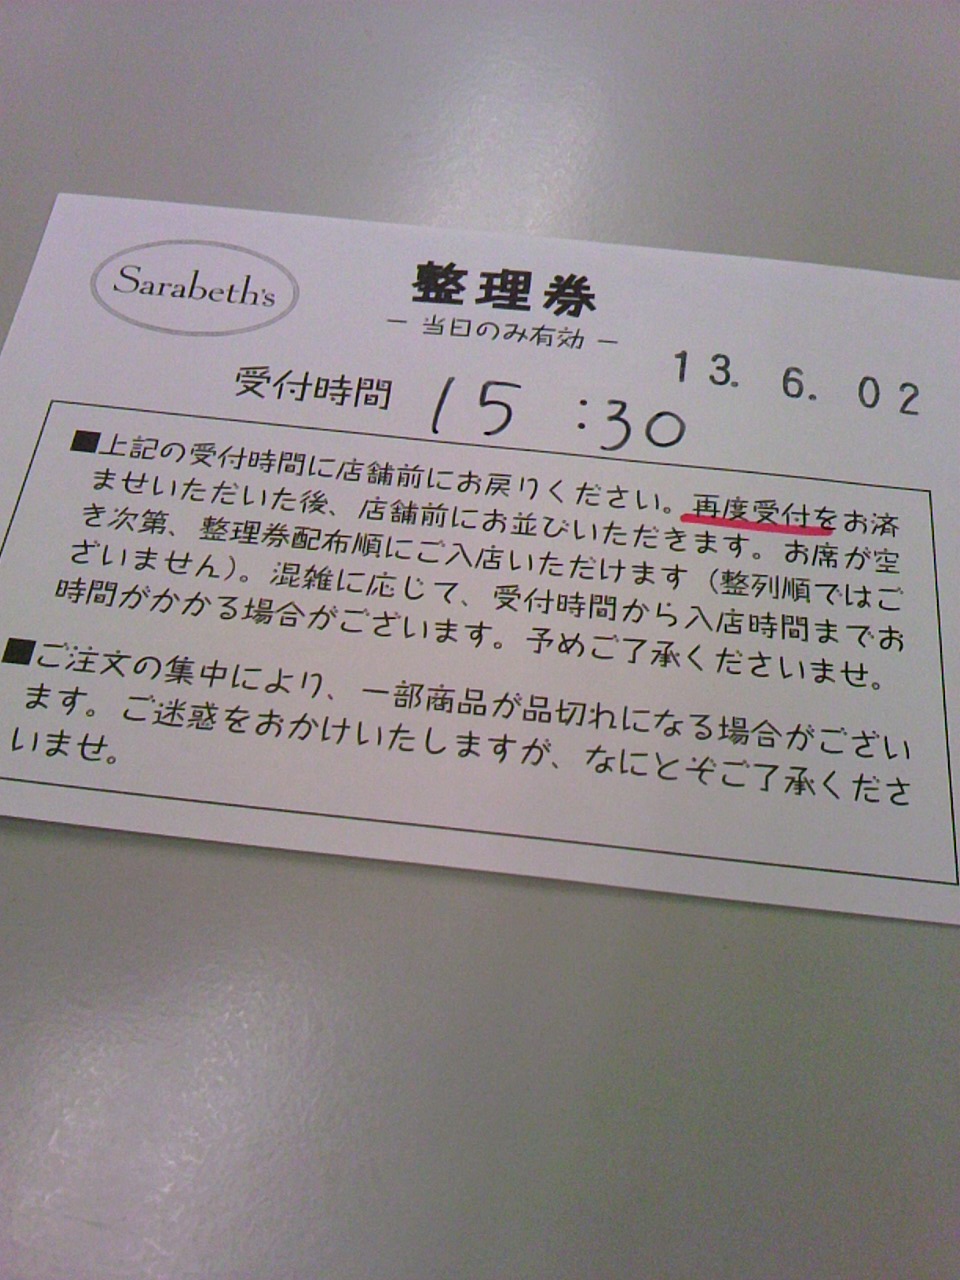 Sarabeth's
整理券
－ 当日のみ有効 －
13. 6. 02
受付時間 15:30
■上記の受付時間に店舗前にお戻りください。再度受付をお済
ませいただいた後、店舗前にお並びいただきます。お席が空
き次第、整理券配布順にご入店いただけます（整列順ではご
ざいません）。混雑に応じて、受付時間から入店時間までお
時間がかかる場合がございます。予めご了承くださいませ。
■ご注文の集中により、一部商品が品切れになる場合がござい
ます。ご迷惑をおかけいたしますが、なにとぞご了承くださ
いませ。